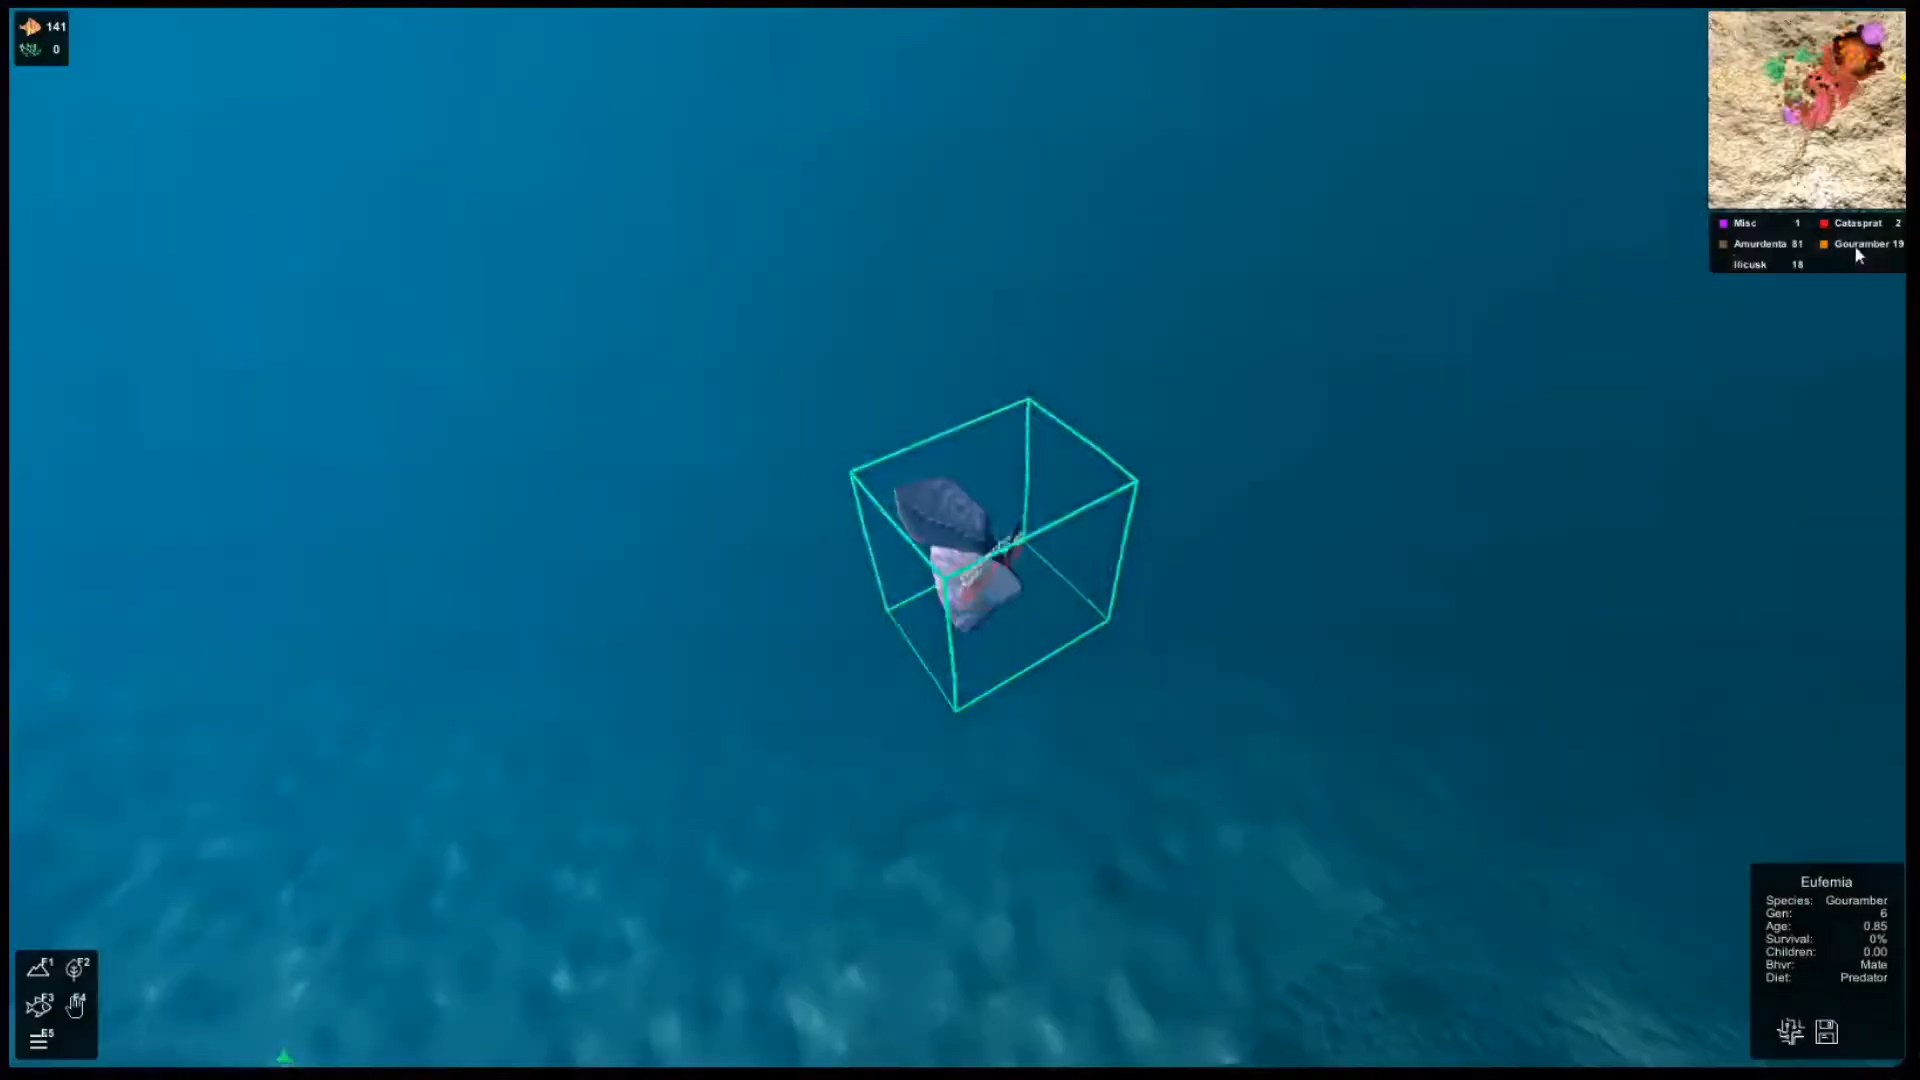 141
0
Misc 1 Catasprat 2
Amurdenta 81 Gouramber 19
ilicusk 18
Eufemia
Species: Gouramber
Gen: 6
Age: 0.85
Survival: 0%
Children: 0.00
Bhvr: Mate
Diet: Predator
F1 F2
F3 F4
F5